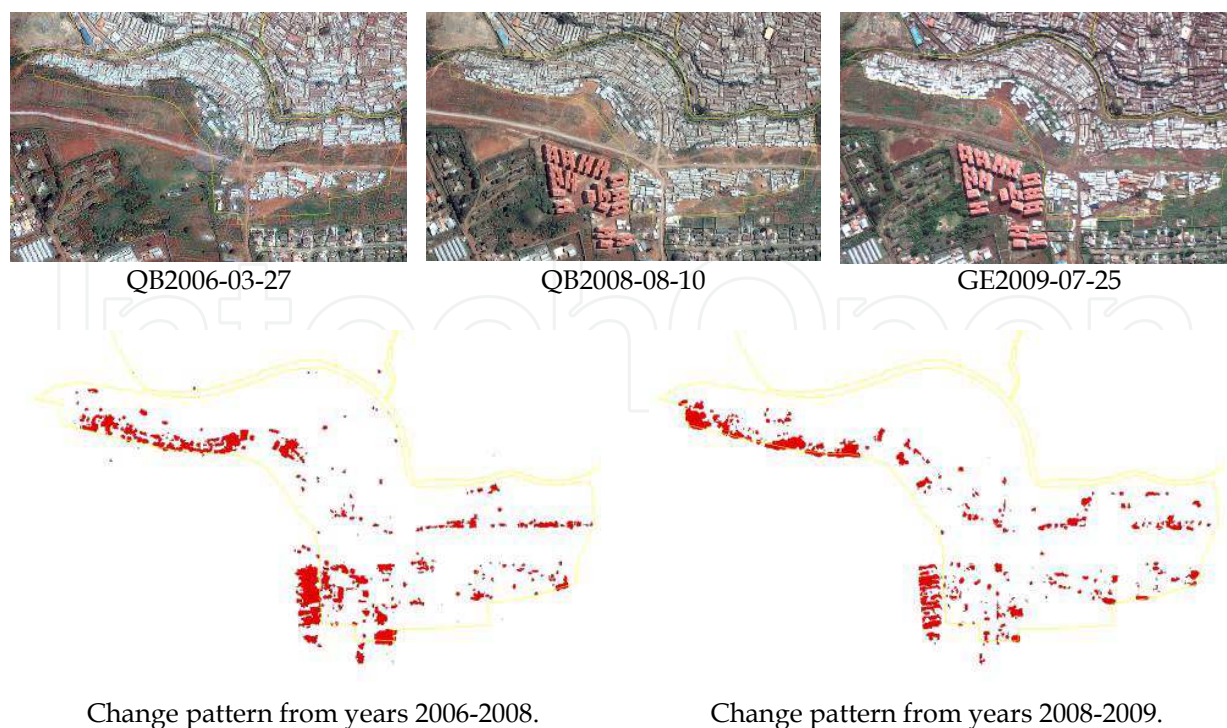 QB2006-03-27
QB2008-08-10
GE2009-07-25
IntechOpen
Change pattern from years 2006-2008.
Change pattern from years 2008-2009.